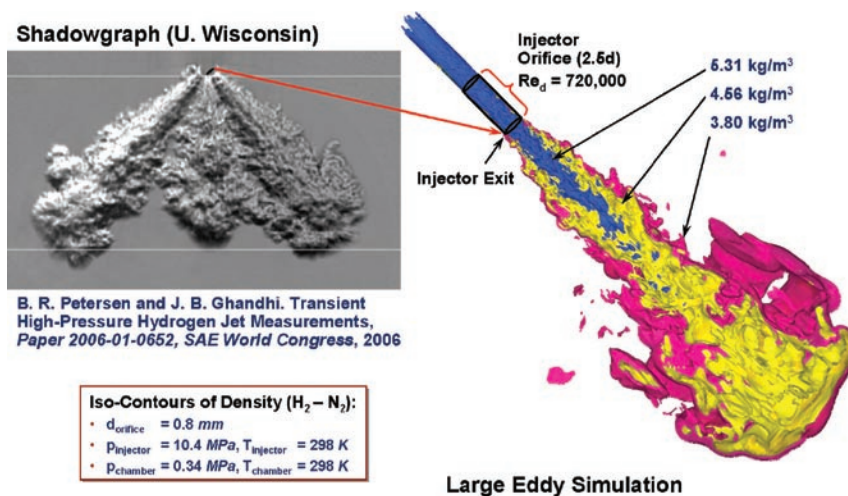 Shadowgraph (U. Wisconsin)
B. R. Petersen and J. B. Ghandhi. Transient
High-Pressure Hydrogen Jet Measurements,
Paper 2006-01-0652, SAE World Congress, 2006
Iso-Contours of Density (H₂ – N₂):
• d_orifice = 0.8 mm
• p_injector = 10.4 MPa, T_injector = 298 K
• p_chamber = 0.34 MPa, T_chamber = 298 K
Injector
Orifice (2.5d)
Re_d = 720,000
5.31 kg/m³
4.56 kg/m³
3.80 kg/m³
Injector Exit
Large Eddy Simulation